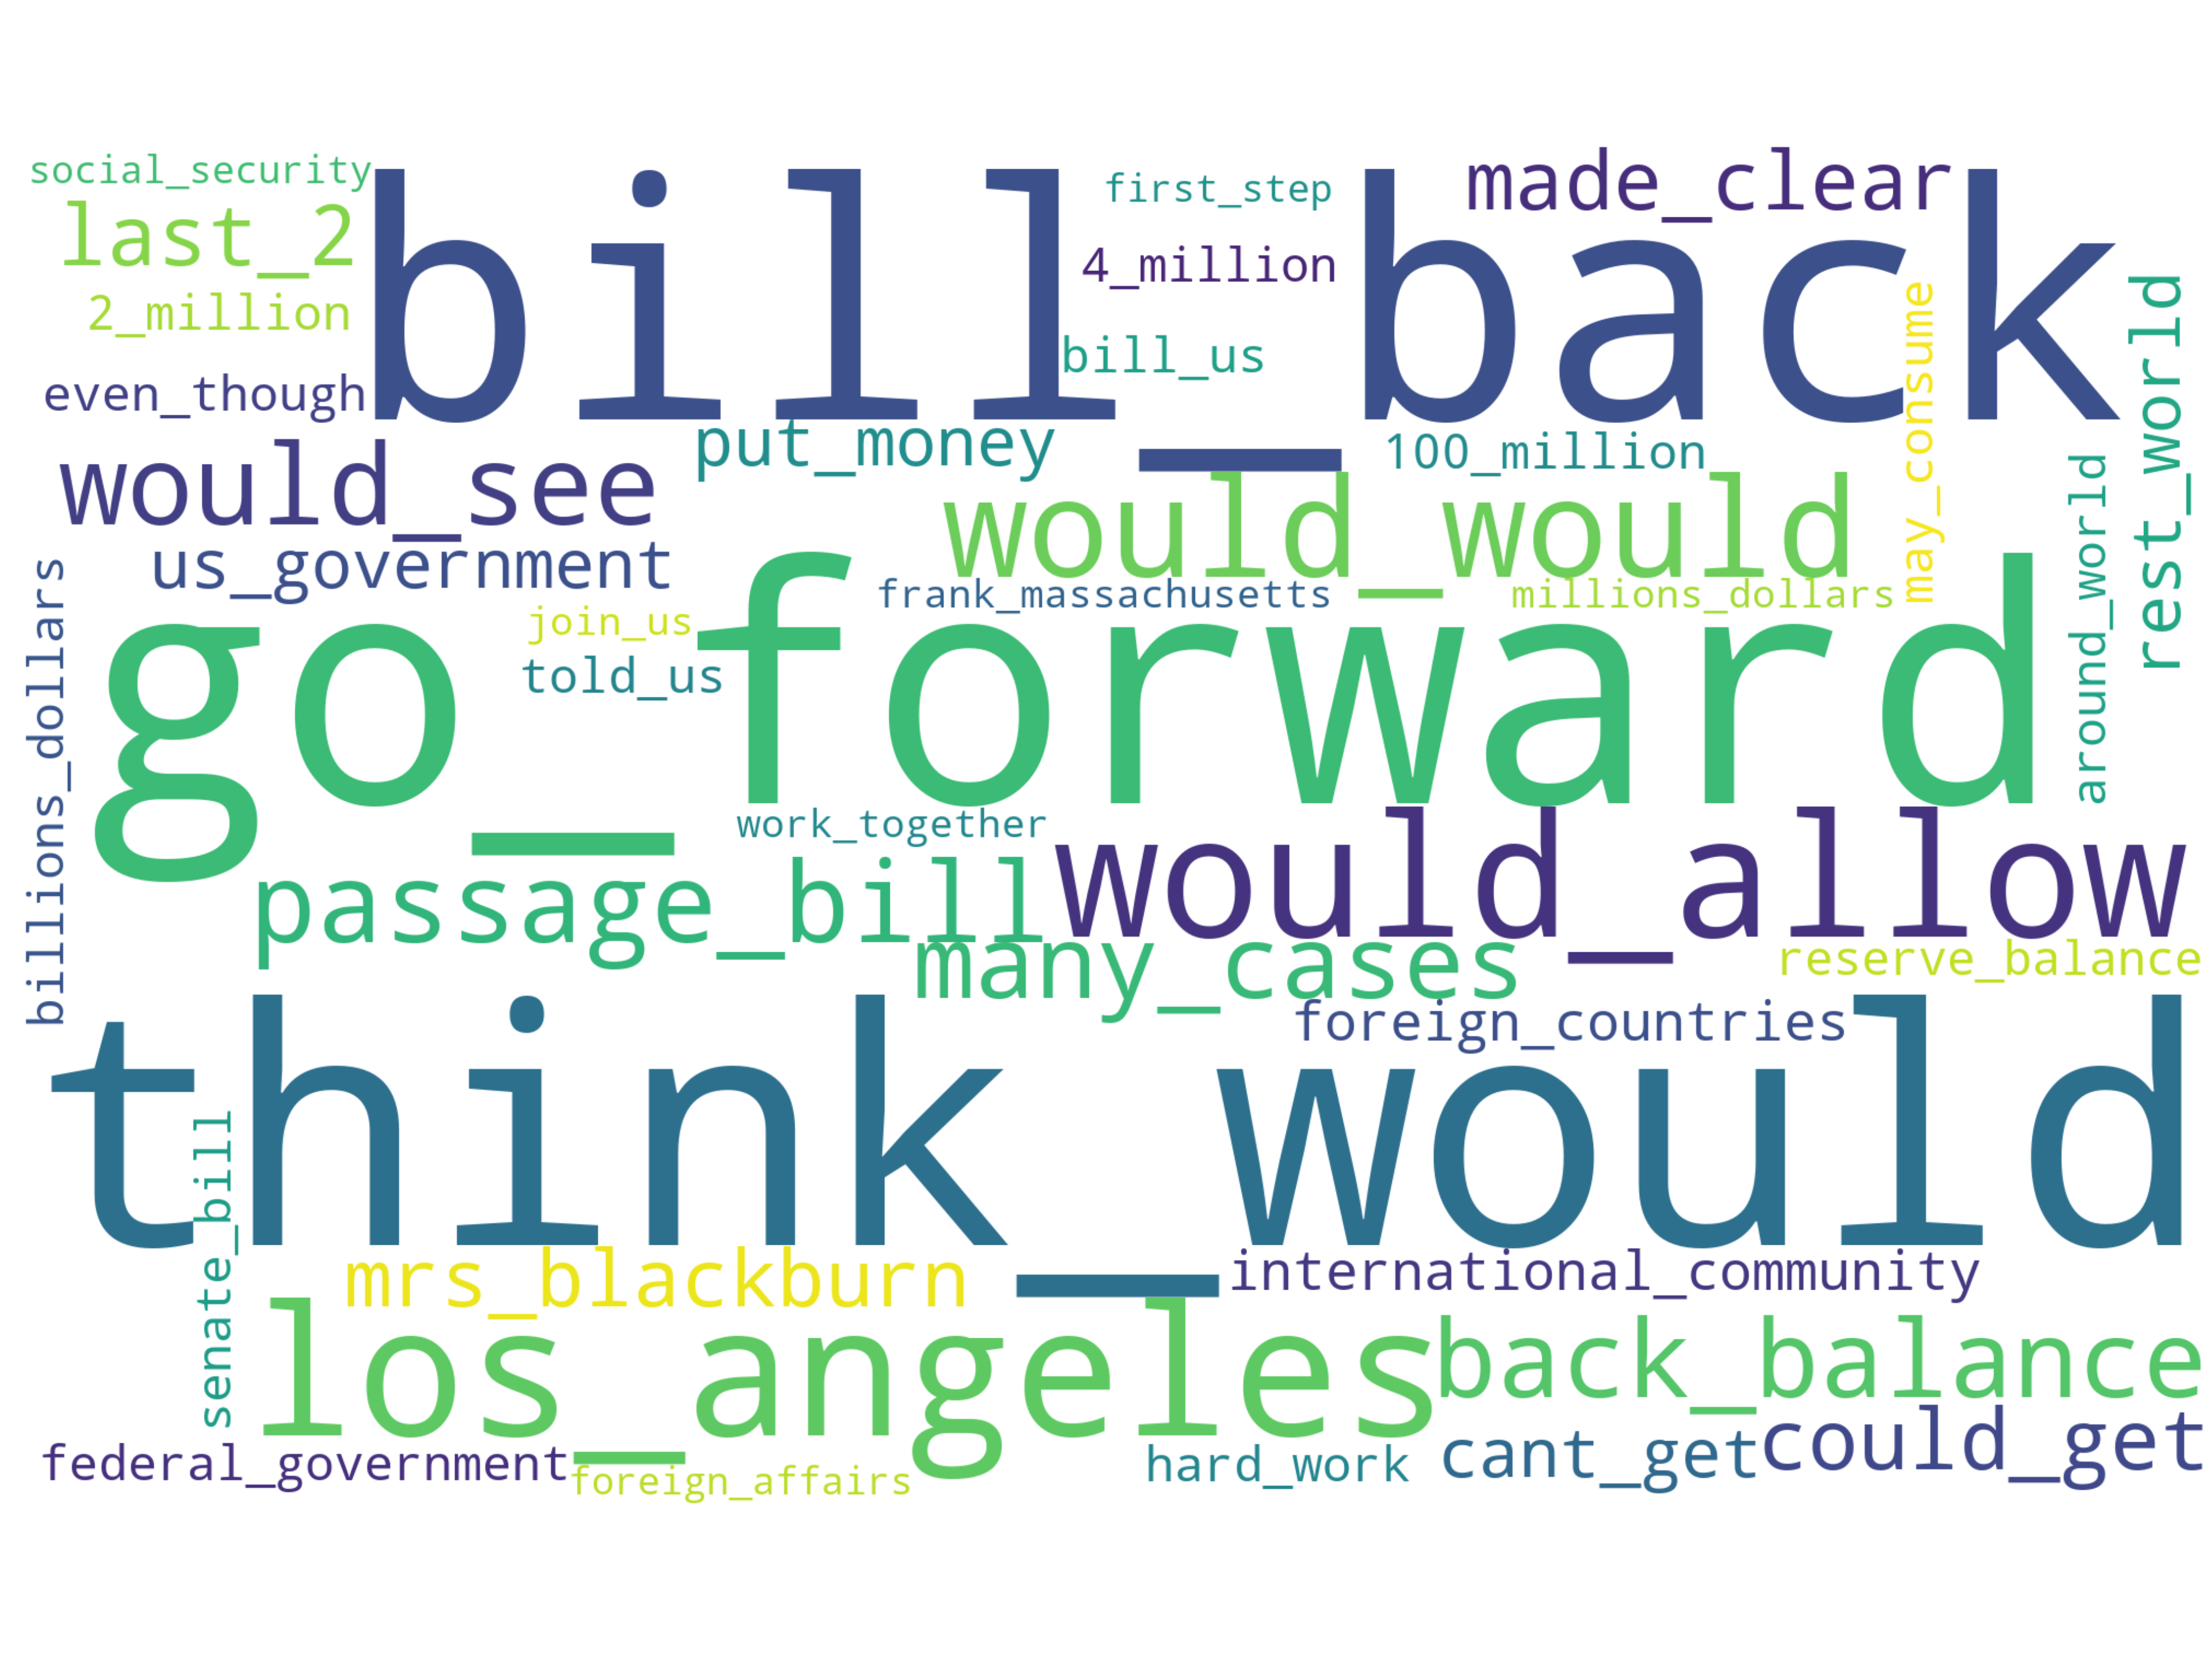 social_security
bill_back
first_step
made_clear
last_2
4_million
2_million
bill_us
even_though
may_consume
rest_world
put_money
100_million
would_see
would_would
around_world
us_government
frank_massachusetts
millions_dollars
billions_dollars
join_us
go_forward
told_us
work_together
would_allow
passage_bill
many_cases
reserve_balance
foreign_countries
think_would
senate_bill
mrs_blackburn
international_community
los_angeles
back_balance
federal_government
foreign_affairs
hard_work
cant_get
could_get